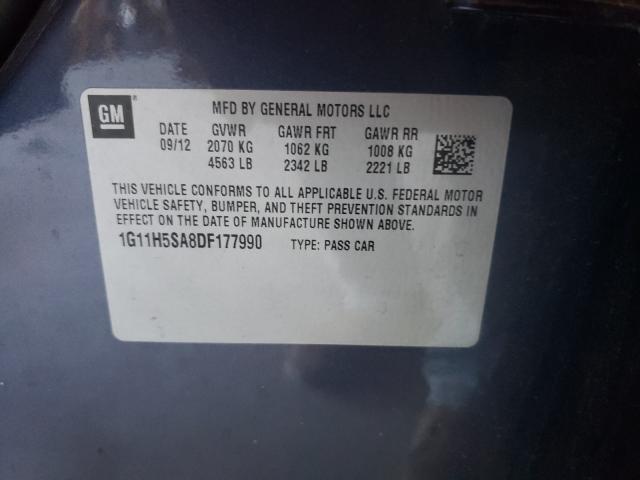 GM ®
MFD BY GENERAL MOTORS LLC
DATE GVWR GAWR FRT GAWR RR
09/12 2070 KG 1062 KG 1008 KG
4563 LB 2342 LB 2221 LB
THIS VEHICLE CONFORMS TO ALL APPLICABLE U.S. FEDERAL MOTOR
VEHICLE SAFETY, BUMPER, AND THEFT PREVENTION STANDARDS IN
EFFECT ON THE DATE OF MANUFACTURE SHOWN ABOVE.
1G11H5SA8DF177990 TYPE: PASS CAR